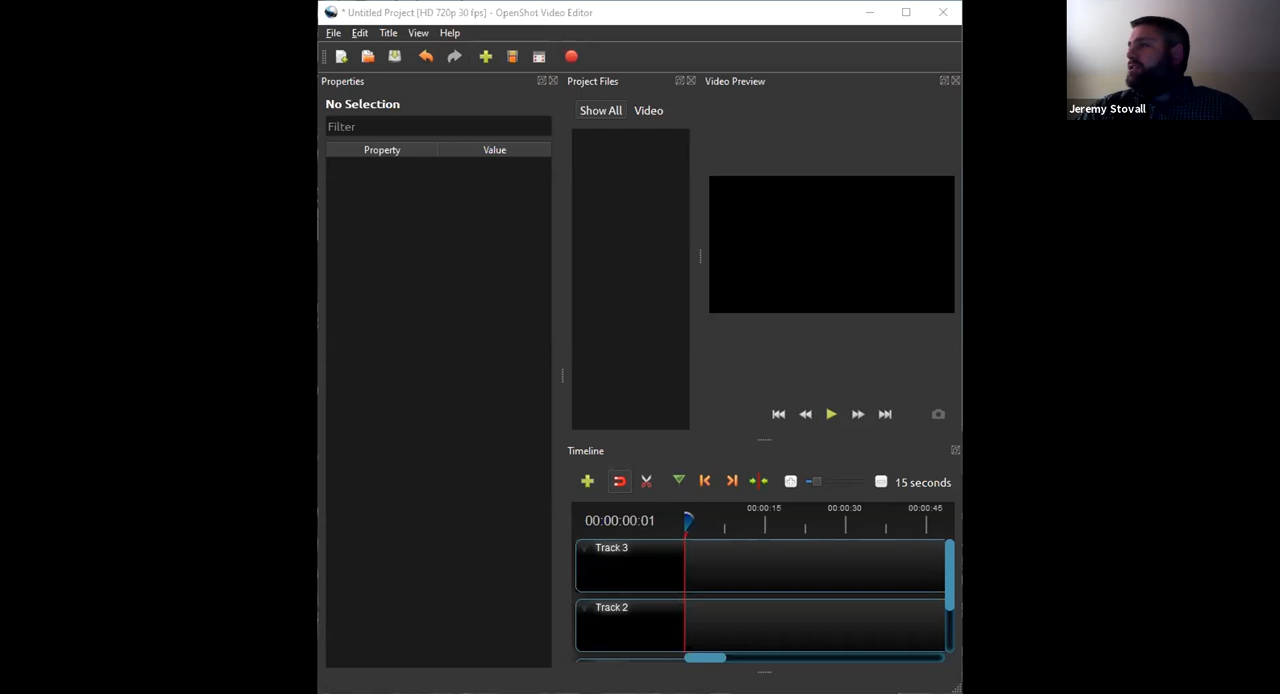 * Untitled Project [HD 720p 30 fps] - OpenShot Video Editor
File Edit Title View Help
Properties
Project Files
Video Preview
No Selection
Filter
Property Value
Show All Video
Jeremy Stovall
Timeline
15 seconds
00:00:00:01
00:00:15 00:00:30 00:00:45
Track 3
Track 2